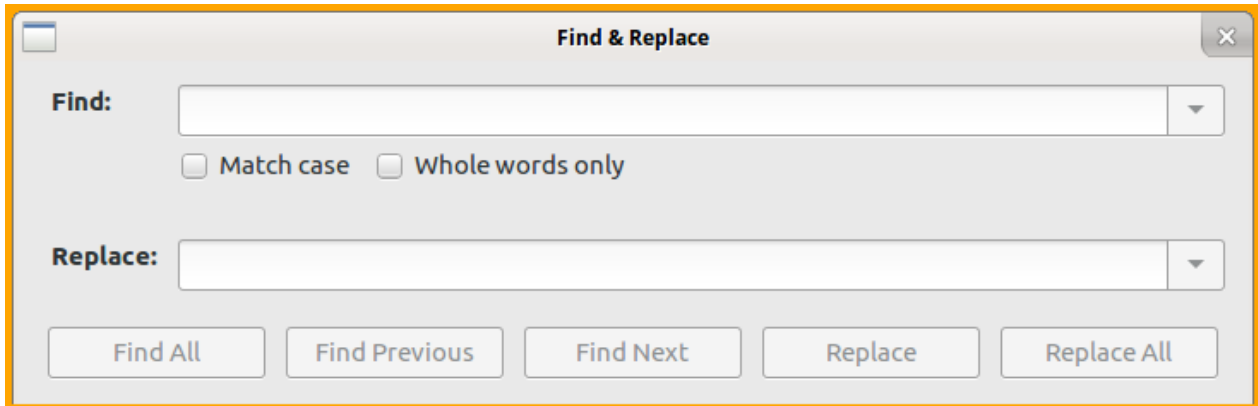 Find & Replace
Find:
Match case Whole words only
Replace:
Find All Find Previous Find Next Replace Replace All